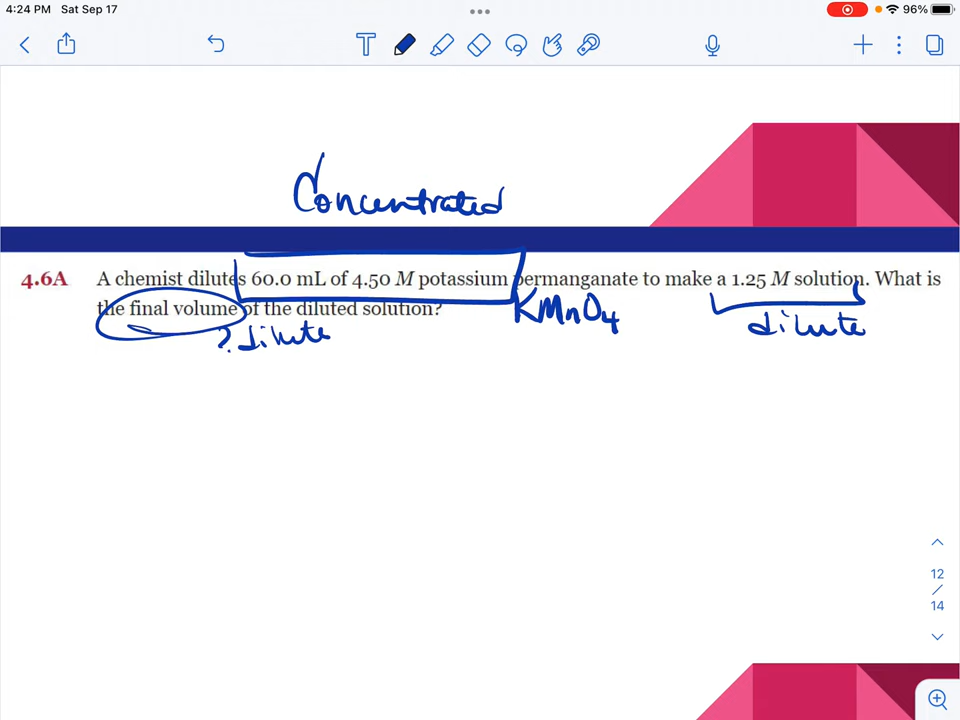 4:24 PM Sat Sep 17
96%
T
Concentrated
4.6A A chemist dilutes 60.0 mL of 4.50 M potassium permanganate to make a 1.25 M solution. What is
the final volume of the diluted solution?
KMnO4
dilute
? dilute
12
/
14